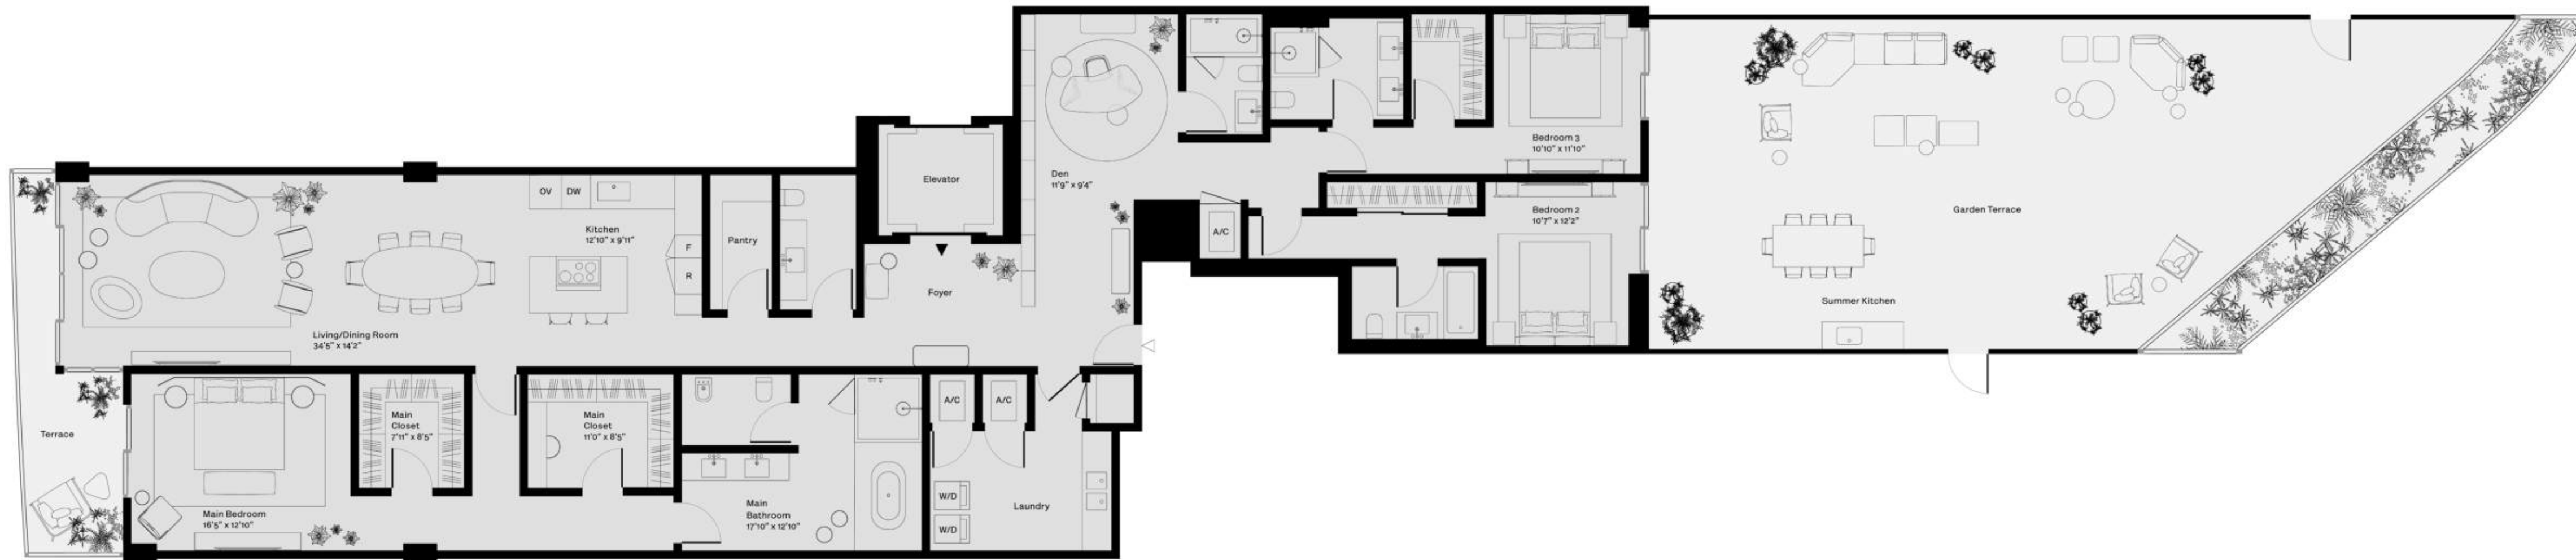 Terrace
Living/Dining Room
34'5" x 14'2"
Main Bedroom
16'5" x 12'10"
Main
Closet
7'11" x 8'5"
Main
Closet
11'0" x 8'5"
OV
DW
Kitchen
12'10" x 9'11"
F
R
Pantry
Main
Bathroom
17'10" x 12'10"
Elevator
Foyer
A/C
A/C
W/D
W/D
Laundry
Den
11'9" x 9'4"
A/C
Bedroom 3
10'10" x 11'10"
Bedroom 2
10'7" x 12'2"
Garden Terrace
Summer Kitchen